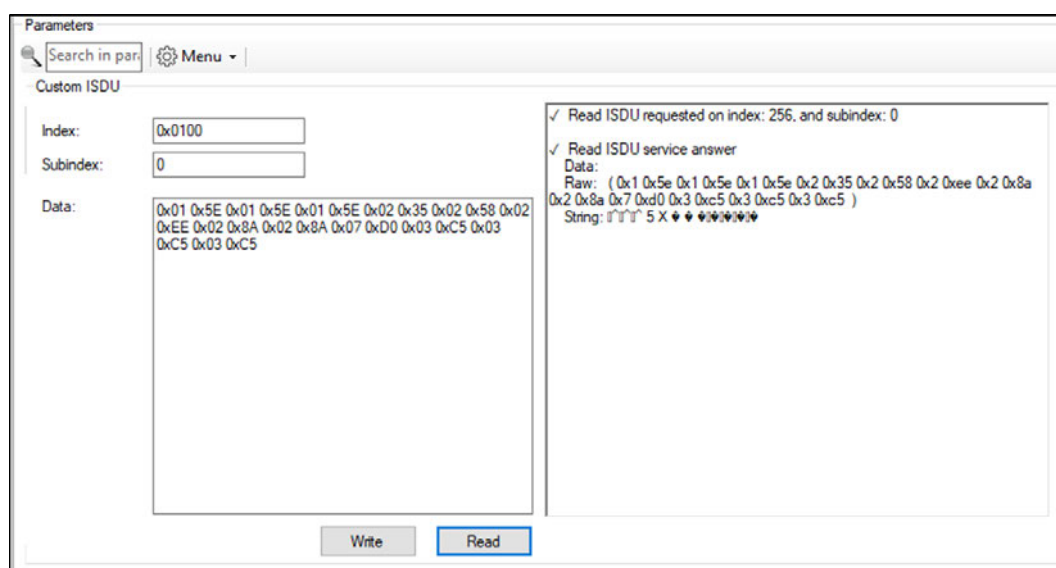 Parameters
Search in par
Menu
Custom ISDU
Index:
0x0100
Subindex:
0
Data:
0x01 0x5E 0x01 0x5E 0x01 0x5E 0x02 0x35 0x02 0x58 0x02
0xEE 0x02 0x8A 0x02 0x8A 0x07 0xD0 0x03 0xC5 0x03
0xC5 0x03 0xC5
Write
Read
✓ Read ISDU requested on index: 256, and subindex: 0
✓ Read ISDU service answer
Data:
Raw: ( 0x1 0x5e 0x1 0x5e 0x1 0x5e 0x2 0x35 0x2 0x58 0x2 0xee 0x2 0x8a
0x2 0x8a 0x7 0xd0 0x3 0xc5 0x3 0xc5 0x3 0xc5 )
String: 5 X